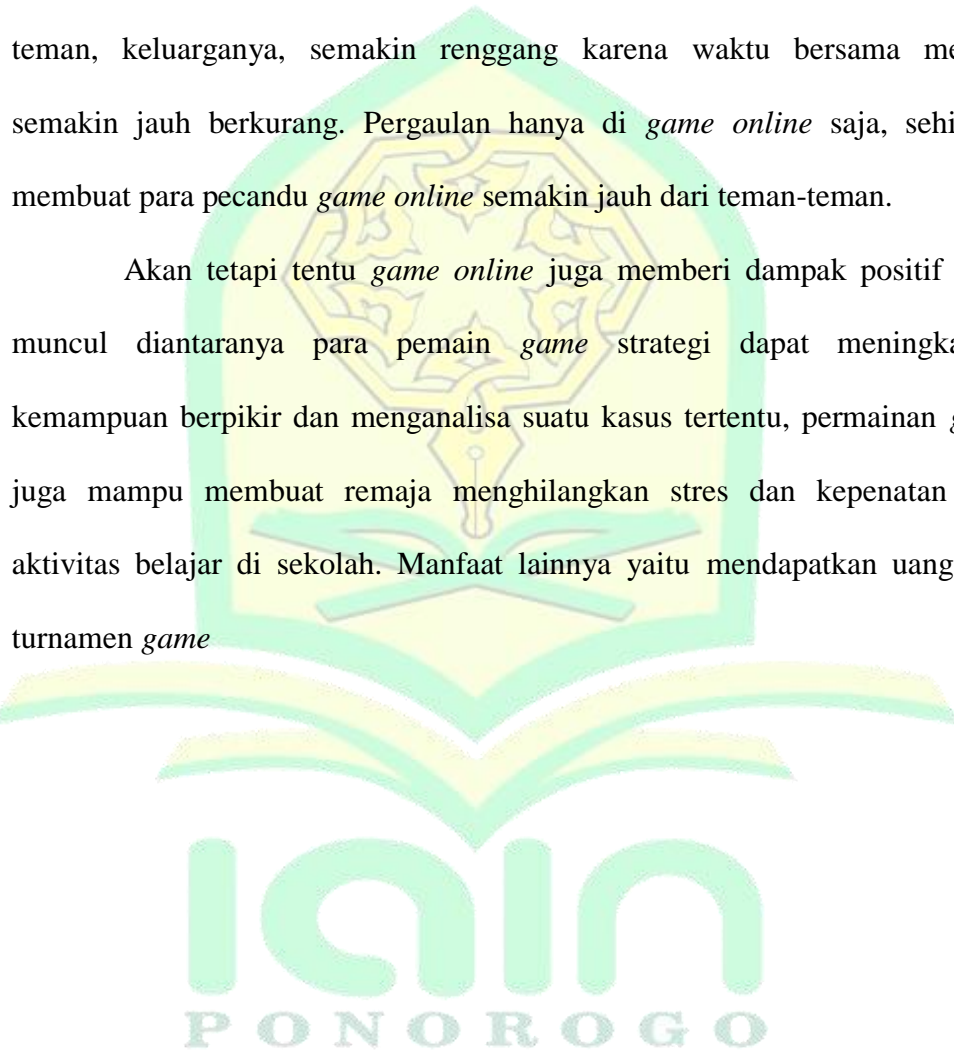 teman, keluarganya, semakin renggang karena waktu bersama me
semakin jauh berkurang. Pergaulan hanya di game online saja, sehi
membuat para pecandu game online semakin jauh dari teman-teman.
Akan tetapi tentu game online juga memberi dampak positif
muncul diantaranya para pemain game strategi dapat meningka
kemampuan berpikir dan menganalisa suatu kasus tertentu, permainan g
juga mampu membuat remaja menghilangkan stres dan kepenatan
aktivitas belajar di sekolah. Manfaat lainnya yaitu mendapatkan uang
turnamen game
iain
PONOROGO